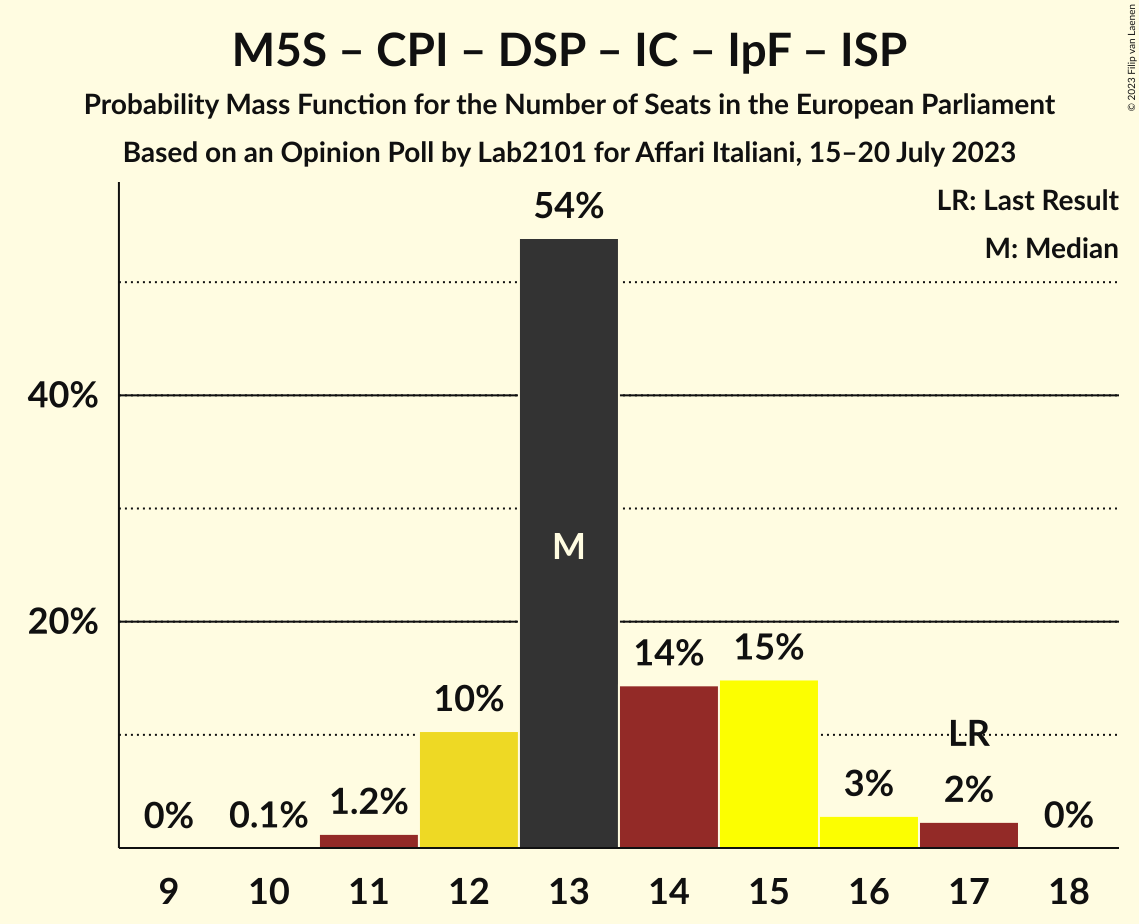 M5S – CPI – DSP – IC – IpF – ISP
Probability Mass Function for the Number of Seats in the European Parliament
Based on an Opinion Poll by Lab2101 for Affari Italiani, 15–20 July 2023
© 2023 Filip van Laenen
LR: Last Result
M: Median
54%
40%
M
20%
15%
14%
10%
LR
3%
2%
1.2%
0% 0.1% 0%
9 10 11 12 13 14 15 16 17 18